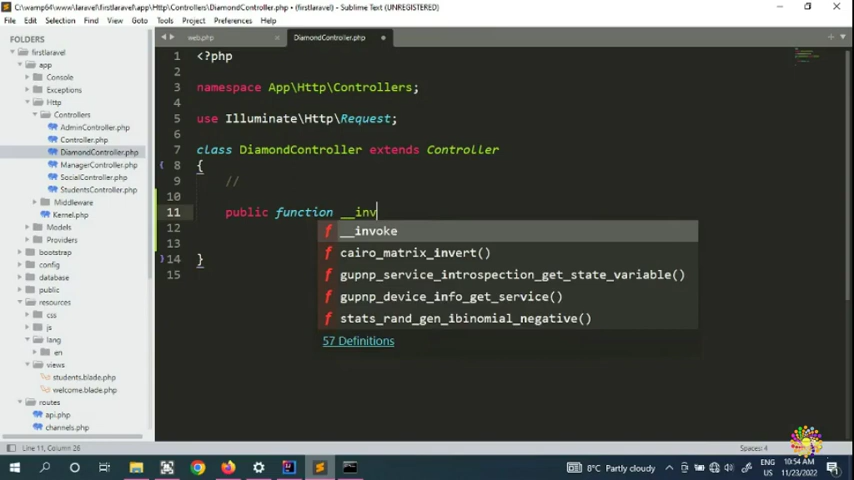 C:\wamp64\www\laravel\firstlaravel\app\Http\Controllers\DiamondController.php • (firstlaravel) - Sublime Text (UNREGISTERED)
File Edit Selection Find View Goto Tools Project Preferences Help
FOLDERS
firstlaravel
app
Console
Exceptions
Http
Controllers
AdminController.php
Controller.php
DiamondController.php
ManagerController.php
SocialController.php
StudentsController.php
Middleware
Kernel.php
Models
Providers
bootstrap
config
database
public
resources
css
js
lang
en
views
students.blade.php
welcome.blade.php
routes
api.php
channels.php
web.php
DiamondController.php
1 <?php
2
3 namespace App\Http\Controllers;
4
5 use Illuminate\Http\Request;
6
7 class DiamondController extends Controller
8 {
9 //
10
11 public function __inv
12
13
14 }
15
f __invoke
f cairo_matrix_invert()
f gupnp_service_introspection_get_state_variable()
f gupnp_device_info_get_service()
f stats_rand_gen_ibinomial_negative()
57 Definitions
Line 11, Column 26
Spaces: 4
8°C Partly cloudy
ENG
US
10:54 AM
11/23/2022